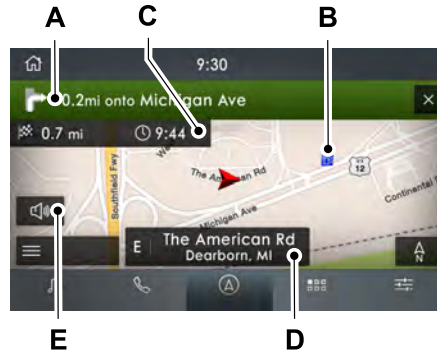 A
C
B
9:30
0.2mi onto Michigan Ave
0.7 mi
9:44
Southfield Fwy
The American Rd
US
12
Continental
Michigan Ave
E
The American Rd
Dearborn, MI
N
E
D